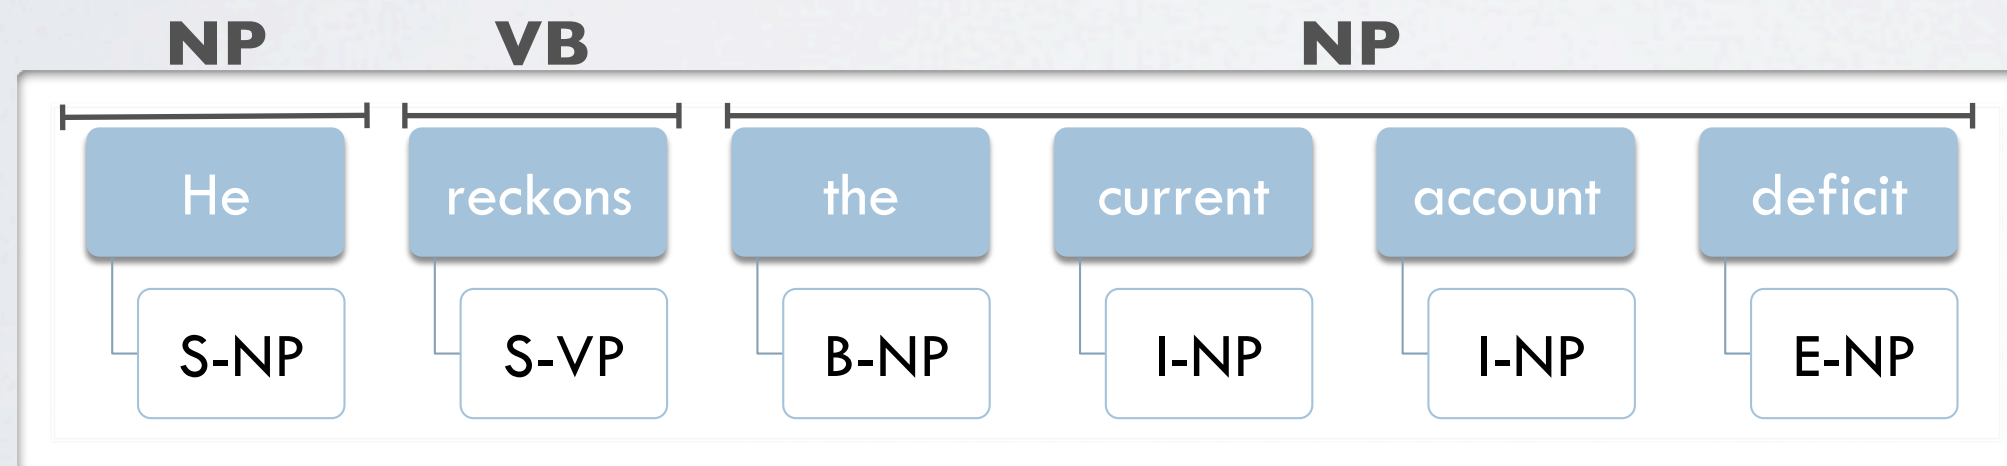 NP VB NP
He reckons the current account deficit
S-NP S-VP B-NP I-NP I-NP E-NP